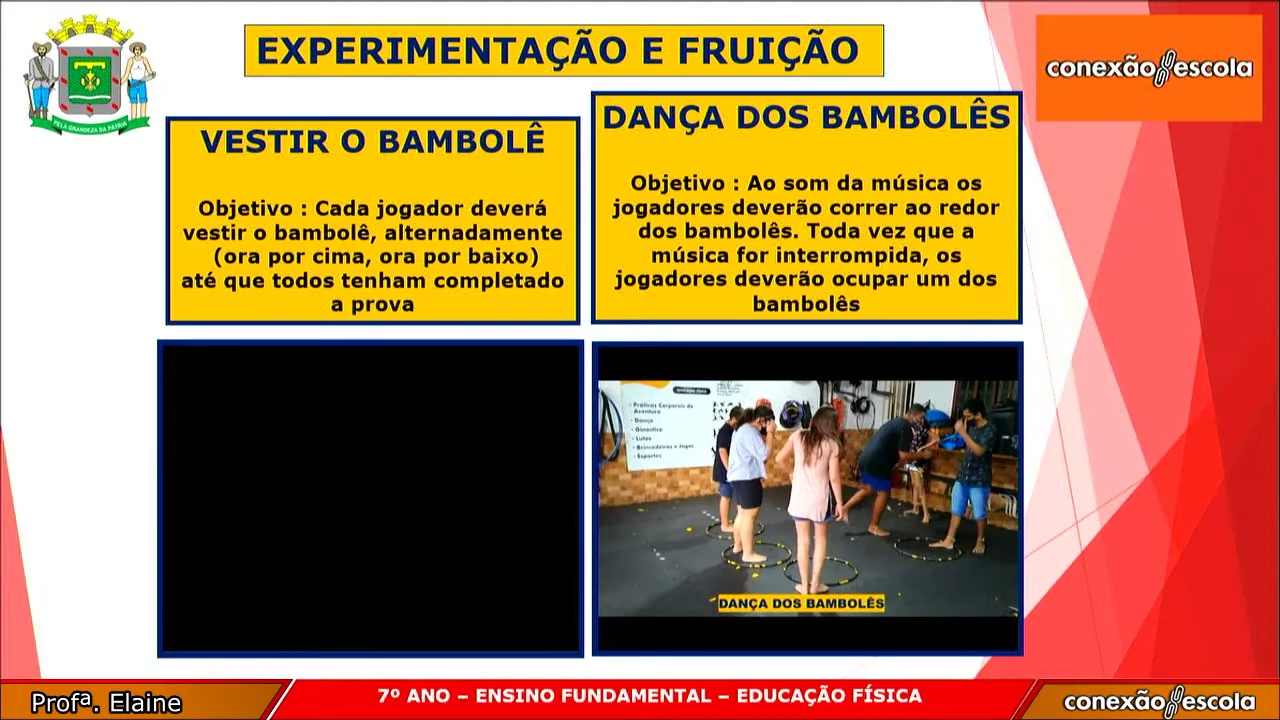 EXPERIMENTAÇÃO E FRUIÇÃO
conexão escola
PELA GRANDEZA DA PÁTRIA
VESTIR O BAMBOLÊ
Objetivo : Cada jogador deverá
vestir o bambolê, alternadamente
(ora por cima, ora por baixo)
até que todos tenham completado
a prova
DANÇA DOS BAMBOLÊS
Objetivo : Ao som da música os
jogadores deverão correr ao redor
dos bambolês. Toda vez que a
música for interrompida, os
jogadores deverão ocupar um dos
bambolês
- Práticas Corporais de
Aventura
- Dança
- Ginástica
- Lutas
- Brincadeiras e Jogos
- Esportes
DANÇA DOS BAMBOLÊS
Profª. Elaine
7º ANO – ENSINO FUNDAMENTAL – EDUCAÇÃO FÍSICA
conexão escola